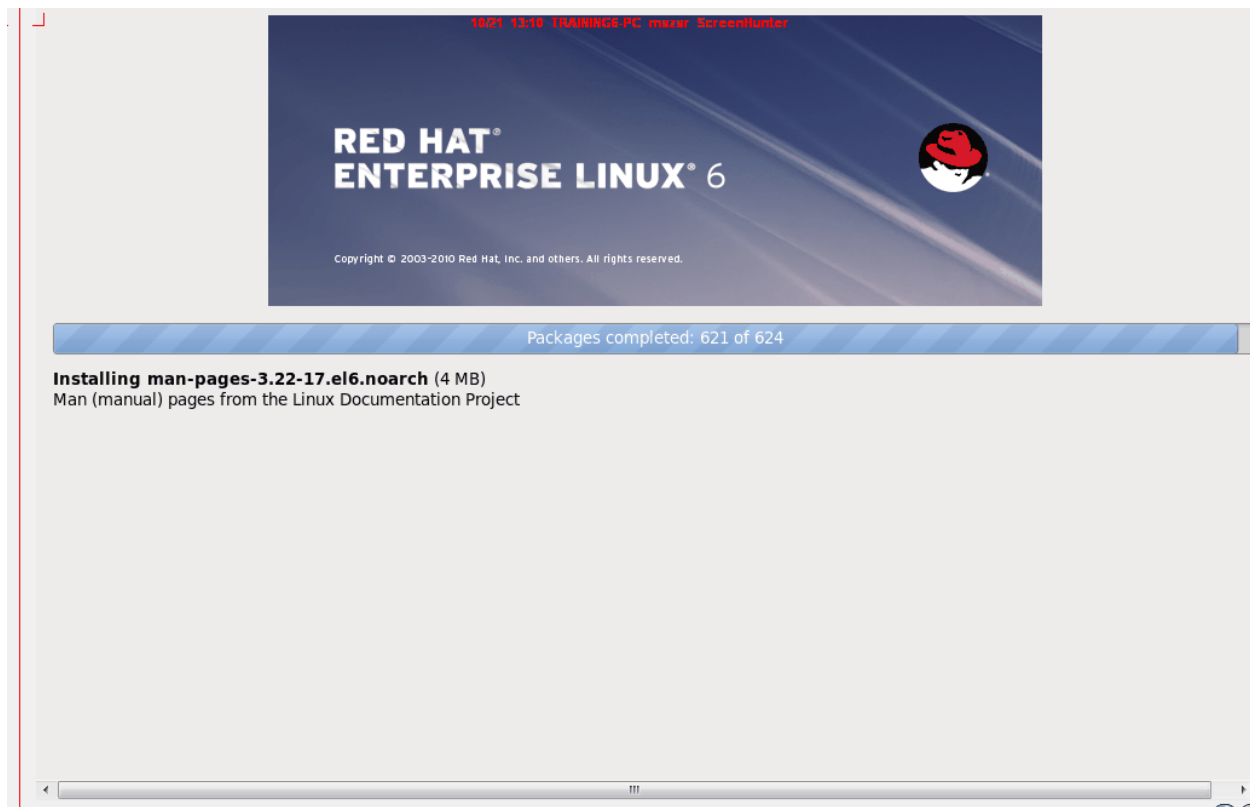 10/21 13:10 TRAINING6-PC mazar ScreenHunter
RED HAT®
ENTERPRISE LINUX® 6
Copyright © 2003-2010 Red Hat, Inc. and others. All rights reserved.
Packages completed: 621 of 624
Installing man-pages-3.22-17.el6.noarch (4 MB)
Man (manual) pages from the Linux Documentation Project